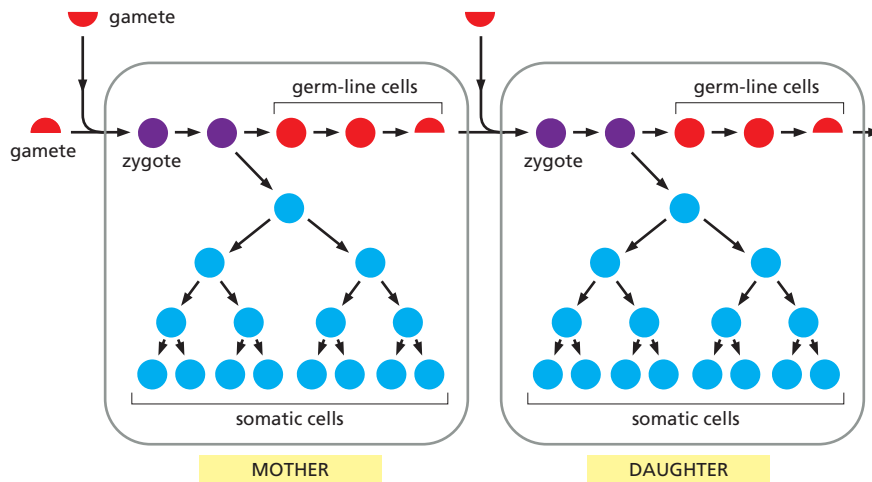 gamete
gamete
germ-line cells
zygote
somatic cells
MOTHER
germ-line cells
zygote
somatic cells
DAUGHTER